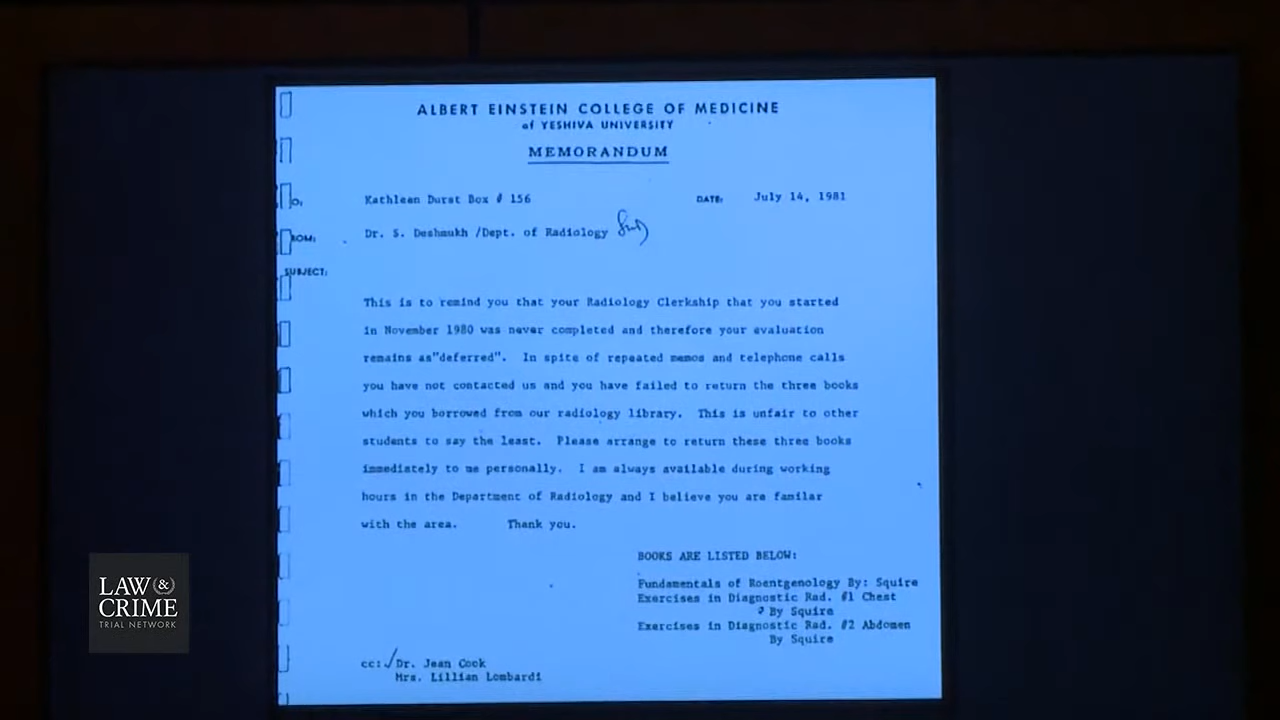 ALBERT EINSTEIN COLLEGE OF MEDICINE
of YESHIVA UNIVERSITY
MEMORANDUM
O: Kathleen Durst Box # 156 DATE: July 14, 1981
ROM: Dr. S. Deshmukh /Dept. of Radiology
SUBJECT:
This is to remind you that your Radiology Clerkship that you started
in November 1980 was never completed and therefore your evaluation
remains as"deferred". In spite of repeated memos and telephone calls
you have not contacted us and you have failed to return the three books
which you borrowed from our radiology library. This is unfair to other
students to say the least. Please arrange to return these three books
immediately to me personally. I am always available during working
hours in the Department of Radiology and I believe you are familar
with the area. Thank you.
BOOKS ARE LISTED BELOW:
Fundamentals of Roentgenology By: Squire
Exercises in Diagnostic Rad. #1 Chest
By Squire
Exercises in Diagnostic Rad. #2 Abdomen
By Squire
cc: Dr. Jean Cook
Mrs. Lillian Lombardi
LAW &
CRIME
TRIAL NETWORK